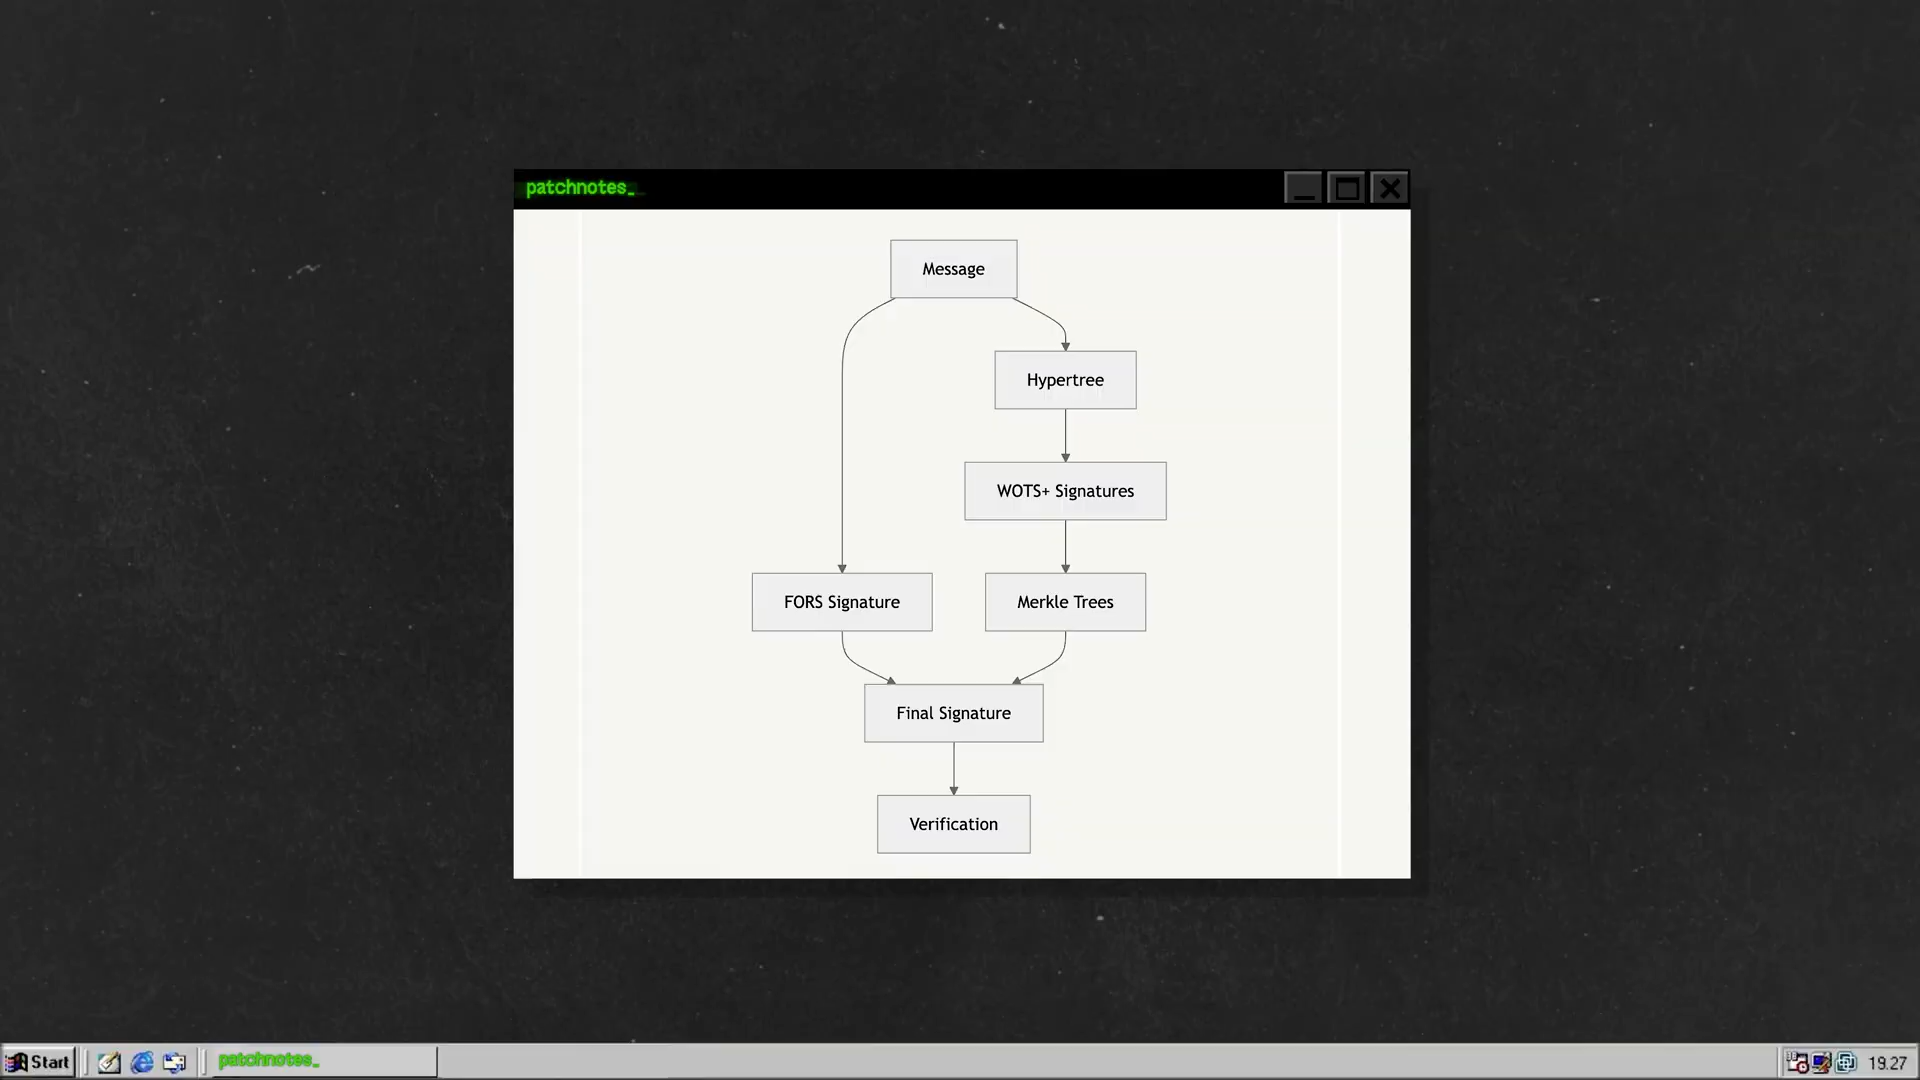 patchnotes_
Message
Hypertree
WOTS+ Signatures
FORS Signature
Merkle Trees
Final Signature
Verification
Start
patchnotes_
19.27